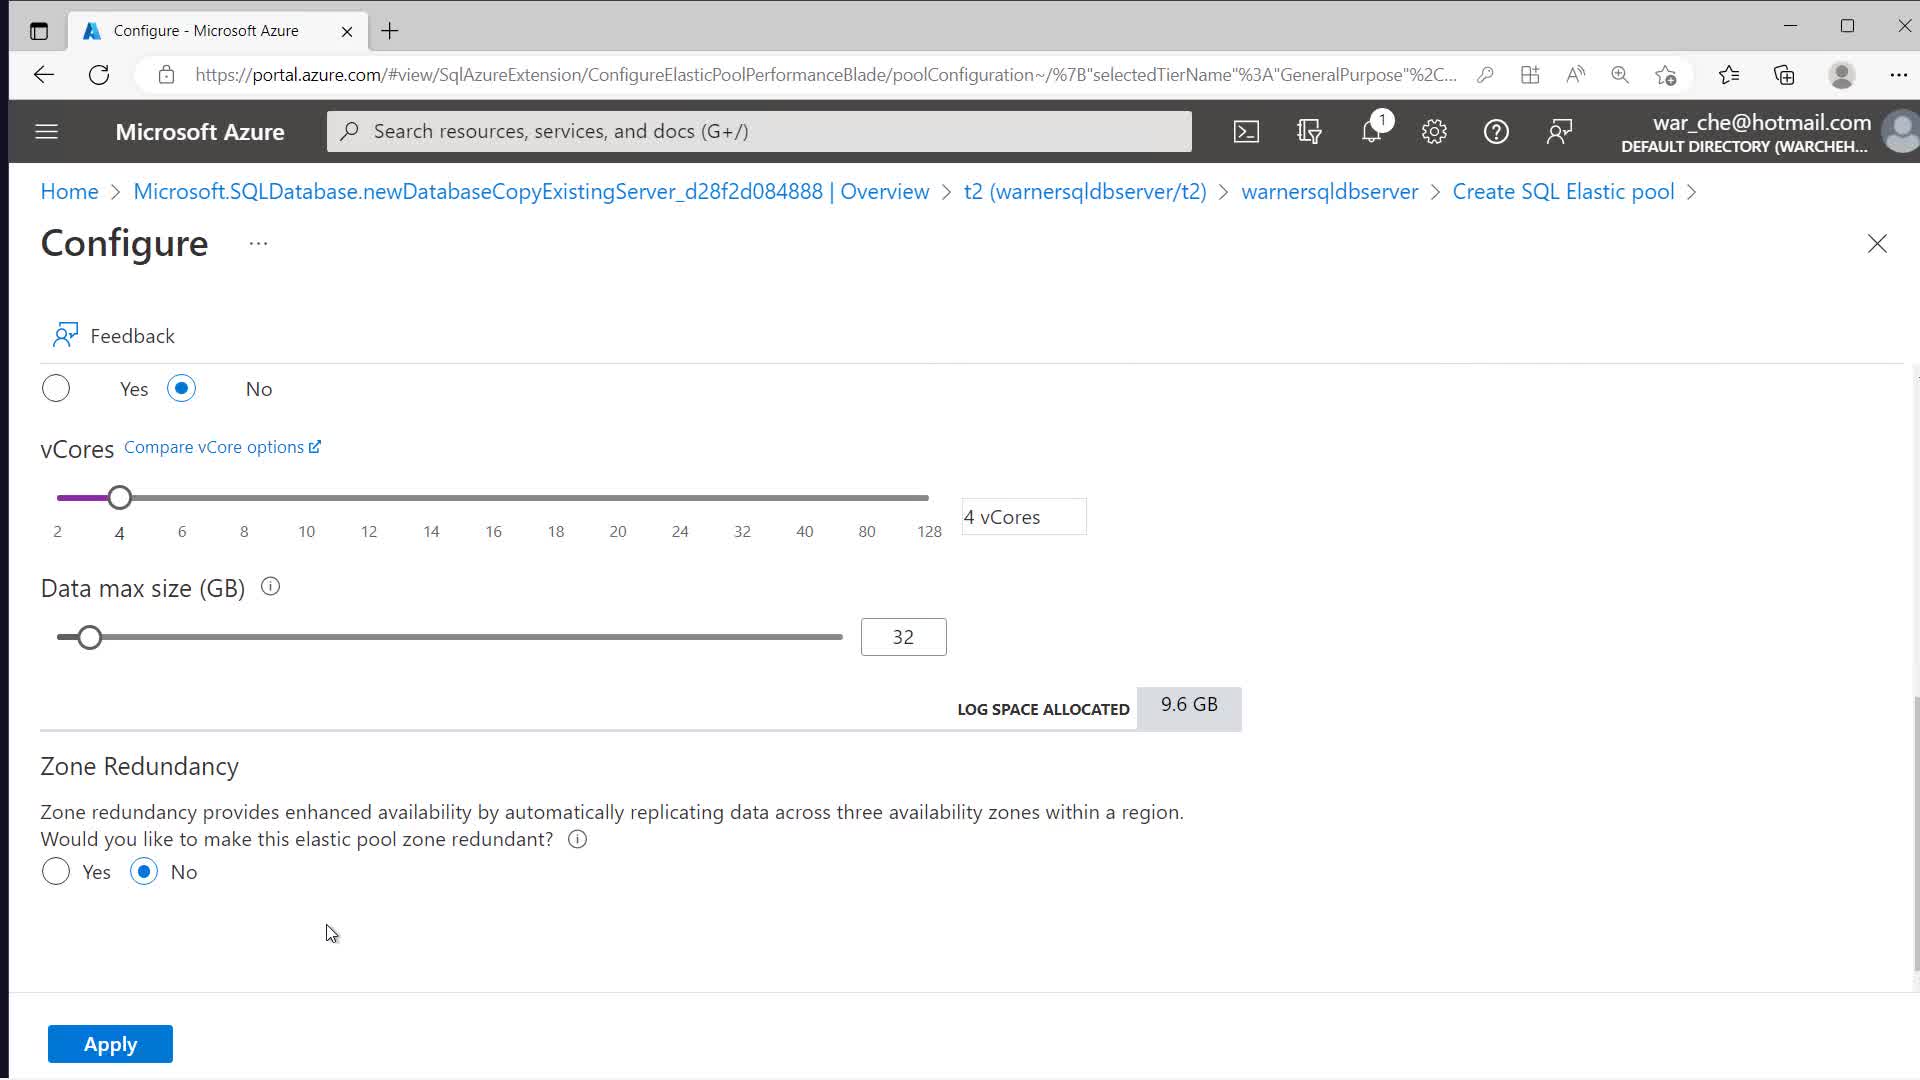 Configure - Microsoft Azure
https://portal.azure.com/#view/SqlAzureExtension/ConfigureElasticPoolPerformanceBlade/poolConfiguration~/%7B"selectedTierName"%3A"GeneralPurpose"%2C...
Microsoft Azure
Search resources, services, and docs (G+/)
1
war_che@hotmail.com
DEFAULT DIRECTORY (WARCHEH...
Home > Microsoft.SQLDatabase.newDatabaseCopyExistingServer_d28f2d084888 | Overview > t2 (warnersqldbserver/t2) > warnersqldbserver > Create SQL Elastic pool >
Configure ...
Feedback
Yes No
vCores Compare vCore options
2 4 6 8 10 12 14 16 18 20 24 32 40 80 128
4 vCores
Data max size (GB)
32
LOG SPACE ALLOCATED 9.6 GB
Zone Redundancy
Zone redundancy provides enhanced availability by automatically replicating data across three availability zones within a region.
Would you like to make this elastic pool zone redundant?
Yes No
Apply